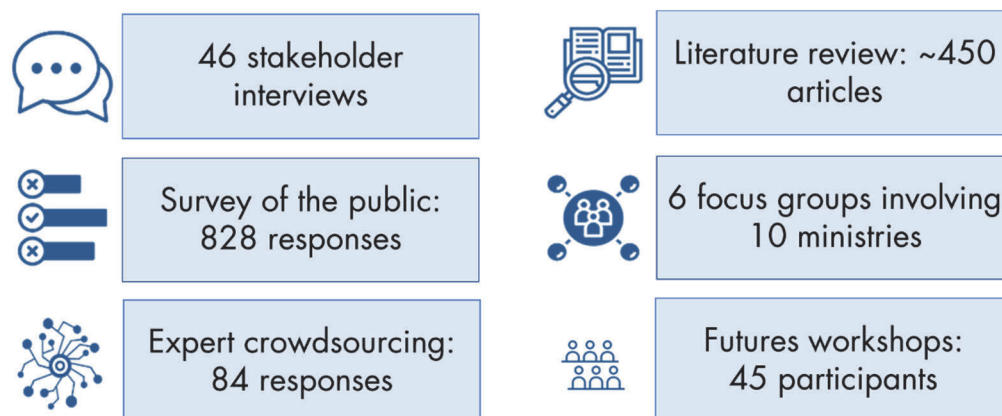 46 stakeholder
interviews
Literature review: ~450
articles
Survey of the public:
828 responses
6 focus groups involving
10 ministries
Expert crowdsourcing:
84 responses
Futures workshops:
45 participants